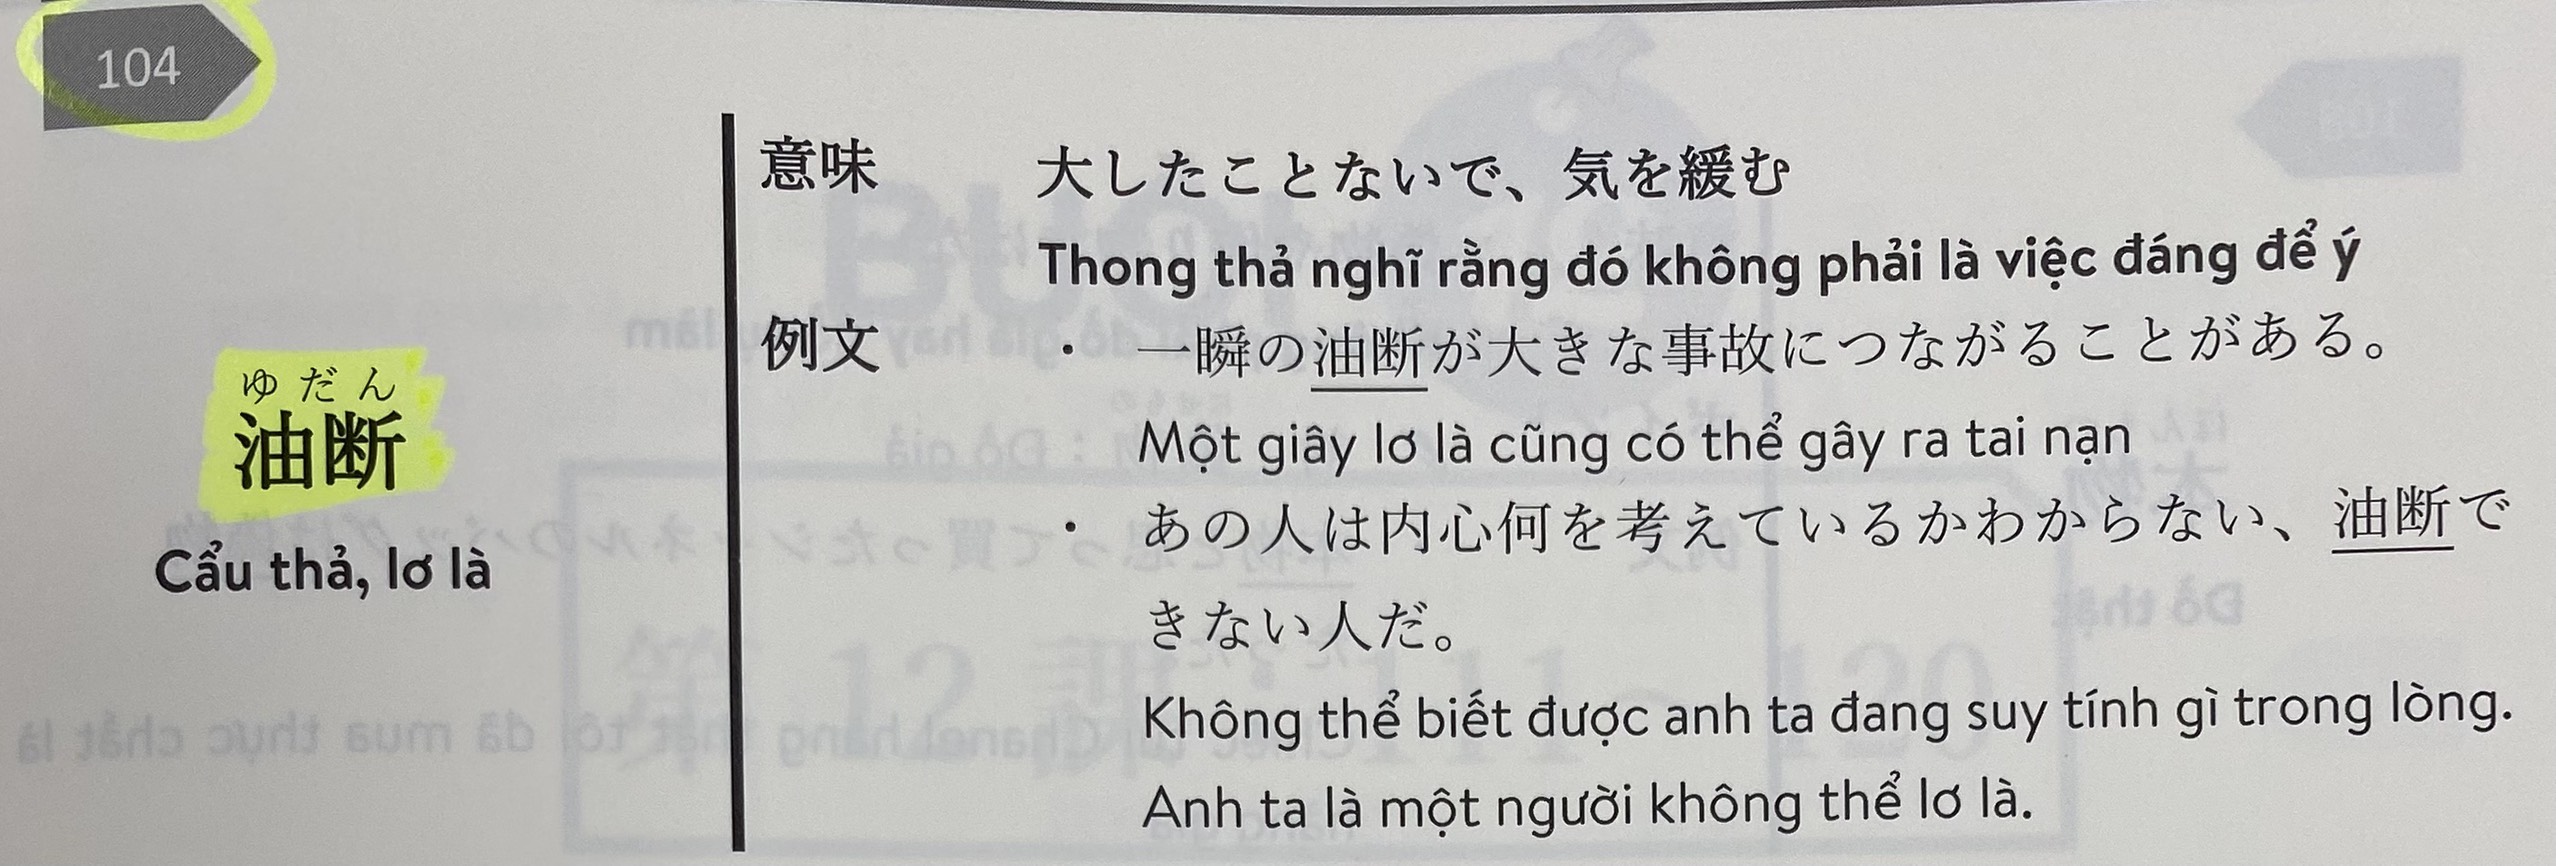 104
意味 大したことないで、気を緩む
Thong thả nghĩ rằng đó không phải là việc đáng để ý
例文 ・ 一瞬の油断が大きな事故につながることがある。
ゆだん
油断
Cẩu thả, lơ là
Một giây lơ là cũng có thể gây ra tai nạn
・ あの人は内心何を考えているかわからない、油断で
きない人だ。
Không thể biết được anh ta đang suy tính gì trong lòng.
Anh ta là một người không thể lơ là.